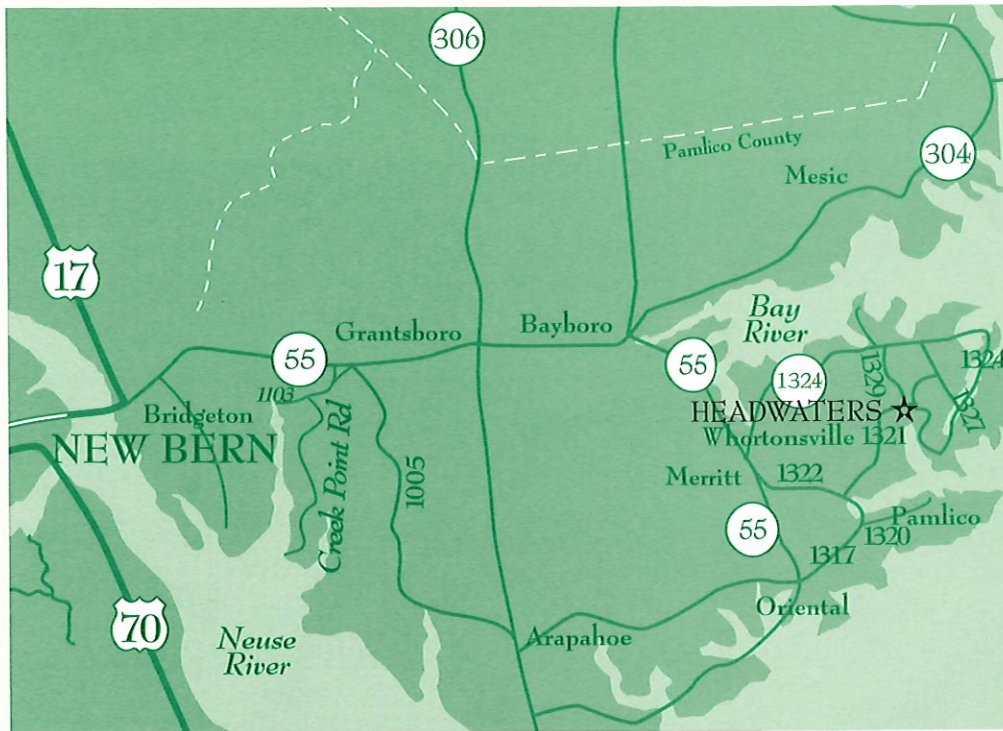 306
Pamlico County
304
Mesic
17
Bay
River
Grantsboro
Bayboro
55
55
1324
1329
1324
1103
1327
Bridgeton
HEADWATERS
NEW BERN
Whortonsville 1321
Creek Point Rd
1005
Merritt
1322
55
Pamlico
1320
1317
70
Oriental
Neuse
River
Arapahoe